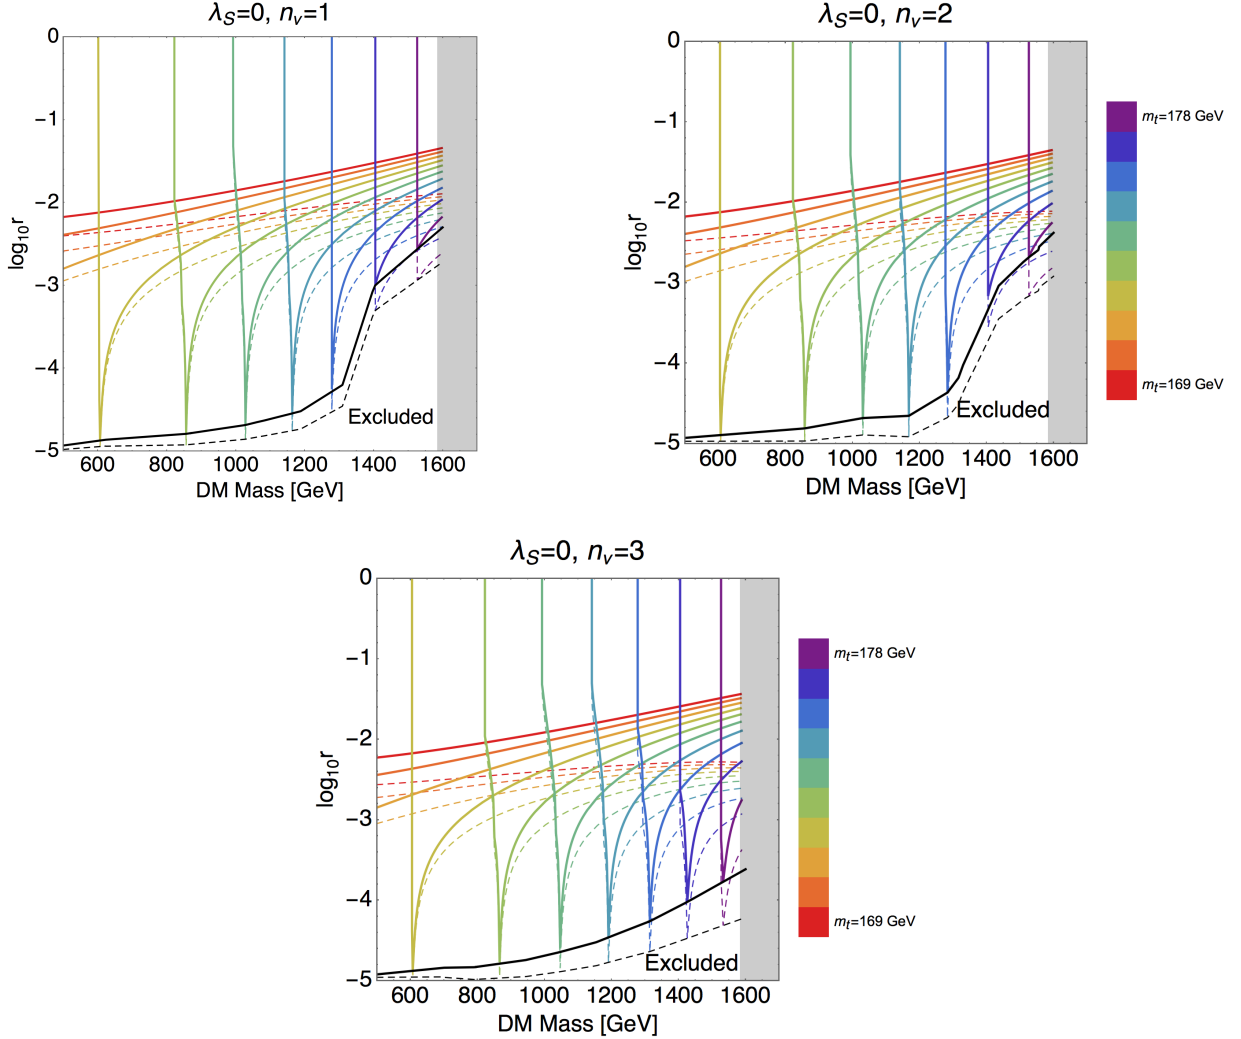 λS=0, nv=1
0
−1
−2
−3
−4
−5
log10r
Excluded
600 800 1000 1200 1400 1600
DM Mass [GeV]
λS=0, nv=2
0
−1
−2
−3
−4
−5
log10r
Excluded
600 800 1000 1200 1400 1600
DM Mass [GeV]
mt=178 GeV
mt=169 GeV
λS=0, nv=3
0
−1
−2
−3
−4
−5
log10r
Excluded
600 800 1000 1200 1400 1600
DM Mass [GeV]
mt=178 GeV
mt=169 GeV